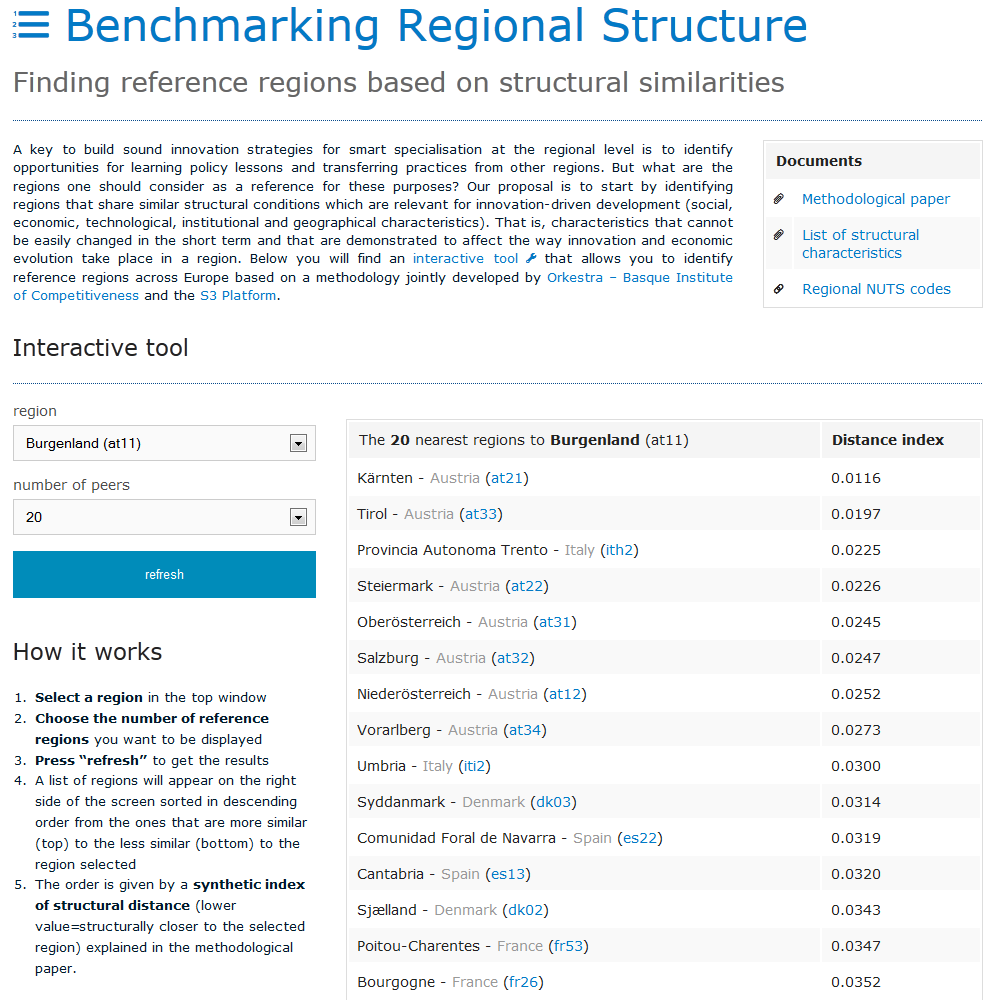 1 2 3
Benchmarking Regional Structure
Finding reference regions based on structural similarities
A key to build sound innovation strategies for smart specialisation at the regional level is to identify
opportunities for learning policy lessons and transferring practices from other regions. But what are the
regions one should consider as a reference for these purposes? Our proposal is to start by identifying
regions that share similar structural conditions which are relevant for innovation-driven development (social,
economic, technological, institutional and geographical characteristics). That is, characteristics that cannot
be easily changed in the short term and that are demonstrated to affect the way innovation and economic
evolution take place in a region. Below you will find an interactive tool that allows you to identify
reference regions across Europe based on a methodology jointly developed by Orkestra – Basque Institute
of Competitiveness and the S3 Platform.
Documents
Methodological paper
List of structural
characteristics
Regional NUTS codes
Interactive tool
region
Burgenland (at11)
number of peers
20
refresh
How it works
1. Select a region in the top window
2. Choose the number of reference
regions you want to be displayed
3. Press “refresh” to get the results
4. A list of regions will appear on the right
side of the screen sorted in descending
order from the ones that are more similar
(top) to the less similar (bottom) to the
region selected
5. The order is given by a synthetic index
of structural distance (lower
value=structurally closer to the selected
region) explained in the methodological
paper.
The 20 nearest regions to Burgenland (at11) Distance index
Kärnten - Austria (at21) 0.0116
Tirol - Austria (at33) 0.0197
Provincia Autonoma Trento - Italy (ith2) 0.0225
Steiermark - Austria (at22) 0.0226
Oberösterreich - Austria (at31) 0.0245
Salzburg - Austria (at32) 0.0247
Niederösterreich - Austria (at12) 0.0252
Vorarlberg - Austria (at34) 0.0273
Umbria - Italy (iti2) 0.0300
Syddanmark - Denmark (dk03) 0.0314
Comunidad Foral de Navarra - Spain (es22) 0.0319
Cantabria - Spain (es13) 0.0320
Sjælland - Denmark (dk02) 0.0343
Poitou-Charentes - France (fr53) 0.0347
Bourgogne - France (fr26) 0.0352